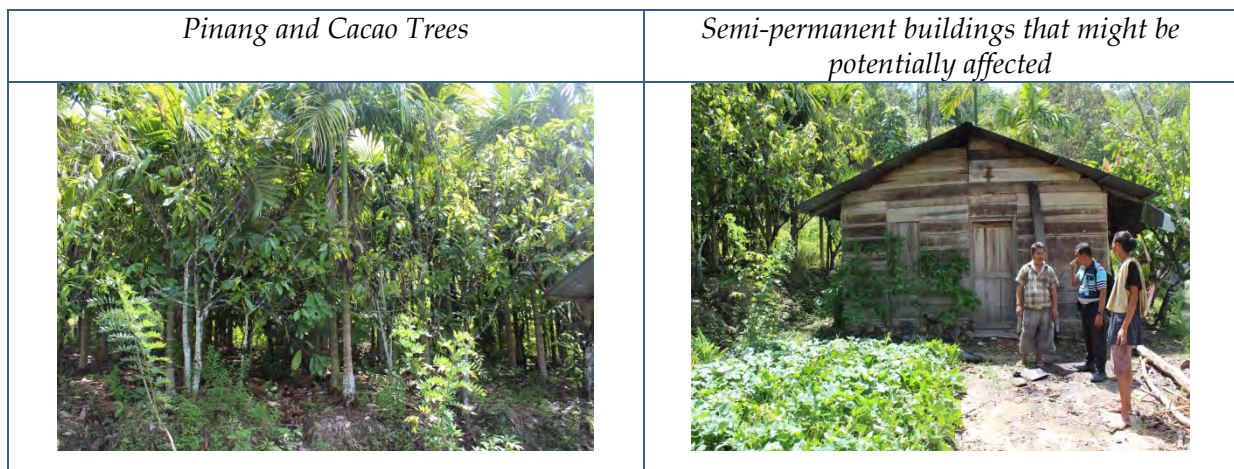 Pinang and Cacao Trees
Semi-permanent buildings that might be
potentially affected